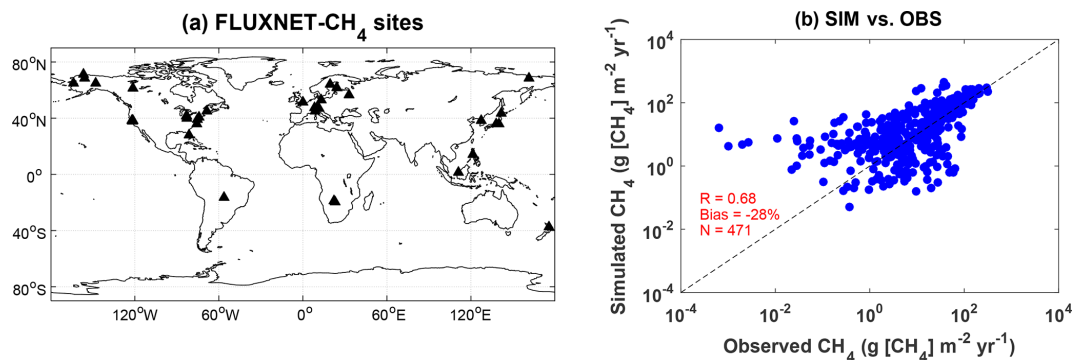 (a) FLUXNET-CH4 sites
80°N
40°N
0°
40°S
80°S
120°W
60°W
0°
60°E
120°E
(b) SIM vs. OBS
Simulated CH4 (g [CH4] m-2 yr-1)
10^4
10^2
10^0
10^-2
10^-4
R = 0.68
Bias = -28%
N = 471
10^-4
10^-2
10^0
10^2
10^4
Observed CH4 (g [CH4] m-2 yr-1)